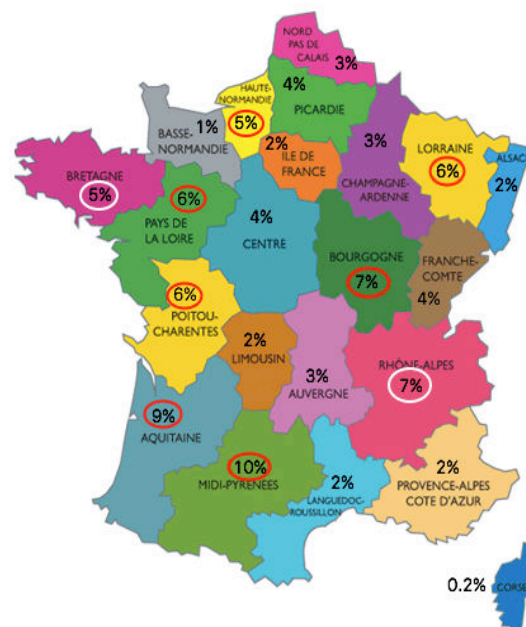 NORD
PAS DE
CALAIS
3%
4%
PICARDIE
HAUTE-
NORMANDIE
5%
1%
BASSE-
NORMANDIE
2%
ILE DE
FRANCE
3%
CHAMPAGNE-
ARDENNE
LORRAINE
6%
ALSAC
2%
BRETAGNE
5%
6%
PAYS DE
LA LOIRE
4%
CENTRE
BOURGOGNE
7%
FRANCHE-
COMTE
4%
6%
POITOU-
CHARENTES
2%
LIMOUSIN
3%
AUVERGNE
RHÔNE-ALPES
7%
9%
AQUITAINE
10%
MIDI-PYRENEES
2%
LANGUEDOC-
ROUSSILLON
2%
PROVENCE-ALPES
COTE D'AZUR
0.2%
CORSE